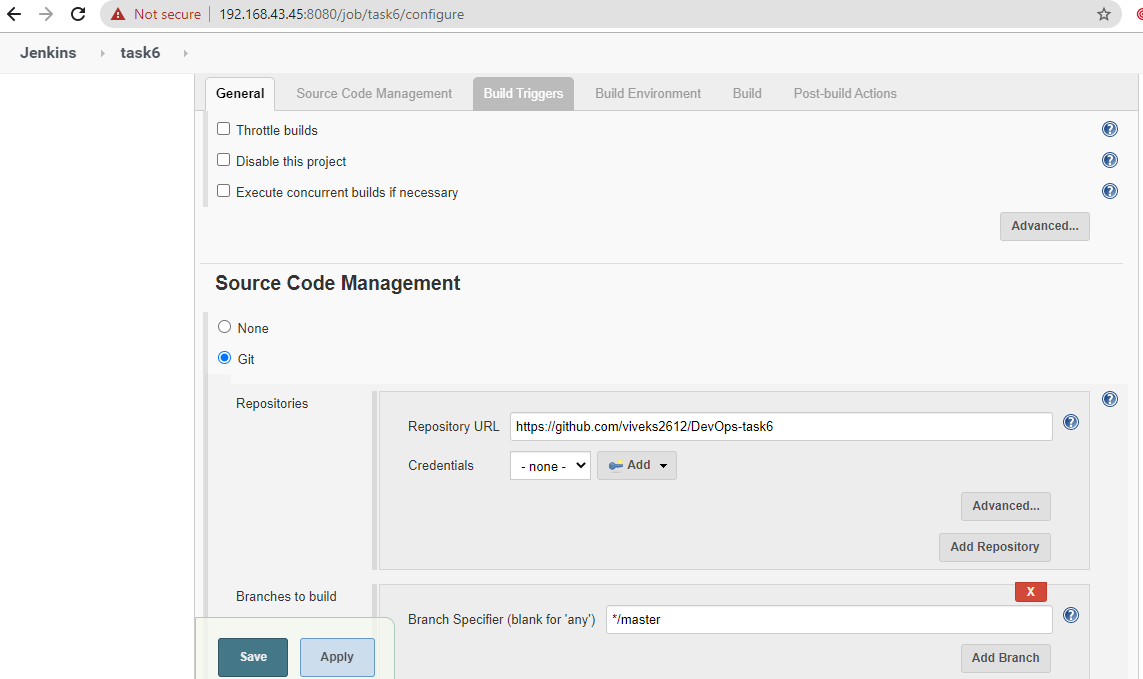 Not secure | 192.168.43.45:8080/job/task6/configure
Jenkins task6
General Source Code Management Build Triggers Build Environment Build Post-build Actions
Throttle builds ?
Disable this project ?
Execute concurrent builds if necessary ?
Advanced...
Source Code Management
None
Git
Repositories ?
Repository URL https://github.com/viveks2612/DevOps-task6 ?
Credentials - none - Add
Advanced...
Add Repository
Branches to build X
Branch Specifier (blank for 'any') */master ?
Save Apply Add Branch